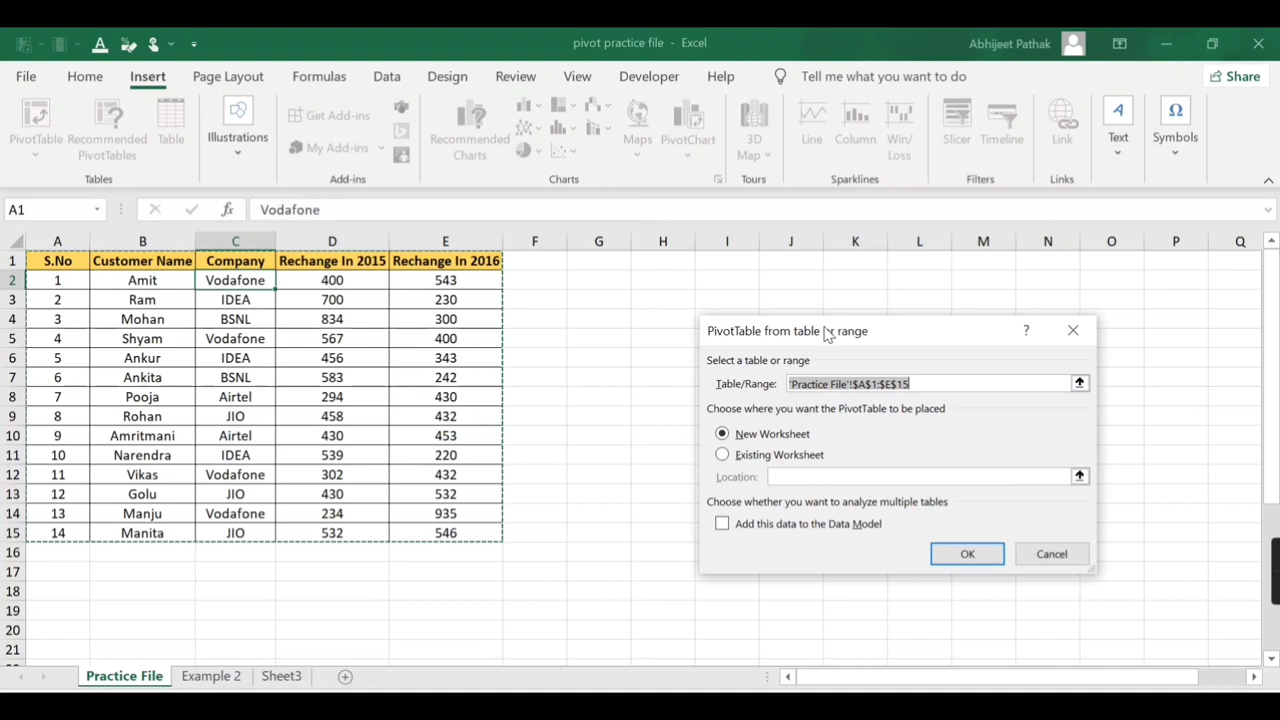 pivot practice file - Excel
Abhijeet Pathak
File Home Insert Page Layout Formulas Data Design Review View Developer Help Tell me what you want to do Share
PivotTable
Recommended PivotTables
Table
Tables
Illustrations
Get Add-ins
My Add-ins
Add-ins
Recommended Charts
Maps
PivotChart
Charts
3D Map
Tours
Line
Column
Win/ Loss
Sparklines
Slicer
Timeline
Filters
Link
Links
Text
Symbols
A1 fx Vodafone
A B C D E F G H I J K L M N O P Q
1 S.No Customer Name Company Rechange In 2015 Rechange In 2016
2 1 Amit Vodafone 400 543
3 2 Ram IDEA 700 230
4 3 Mohan BSNL 834 300
5 4 Shyam Vodafone 567 400
6 5 Ankur IDEA 456 343
7 6 Ankita BSNL 583 242
8 7 Pooja Airtel 294 430
9 8 Rohan JIO 458 432
10 9 Amritmani Airtel 430 453
11 10 Narendra IDEA 539 220
12 11 Vikas Vodafone 302 432
13 12 Golu JIO 430 532
14 13 Manju Vodafone 234 935
15 14 Manita JIO 532 546
16
17
18
19
20
21
PivotTable from table or range ?
Select a table or range
Table/Range: 'Practice File'!$A$1:$E$15
Choose where you want the PivotTable to be placed
New Worksheet
Existing Worksheet
Location:
Choose whether you want to analyze multiple tables
Add this data to the Data Model
OK Cancel
Practice File Example 2 Sheet3